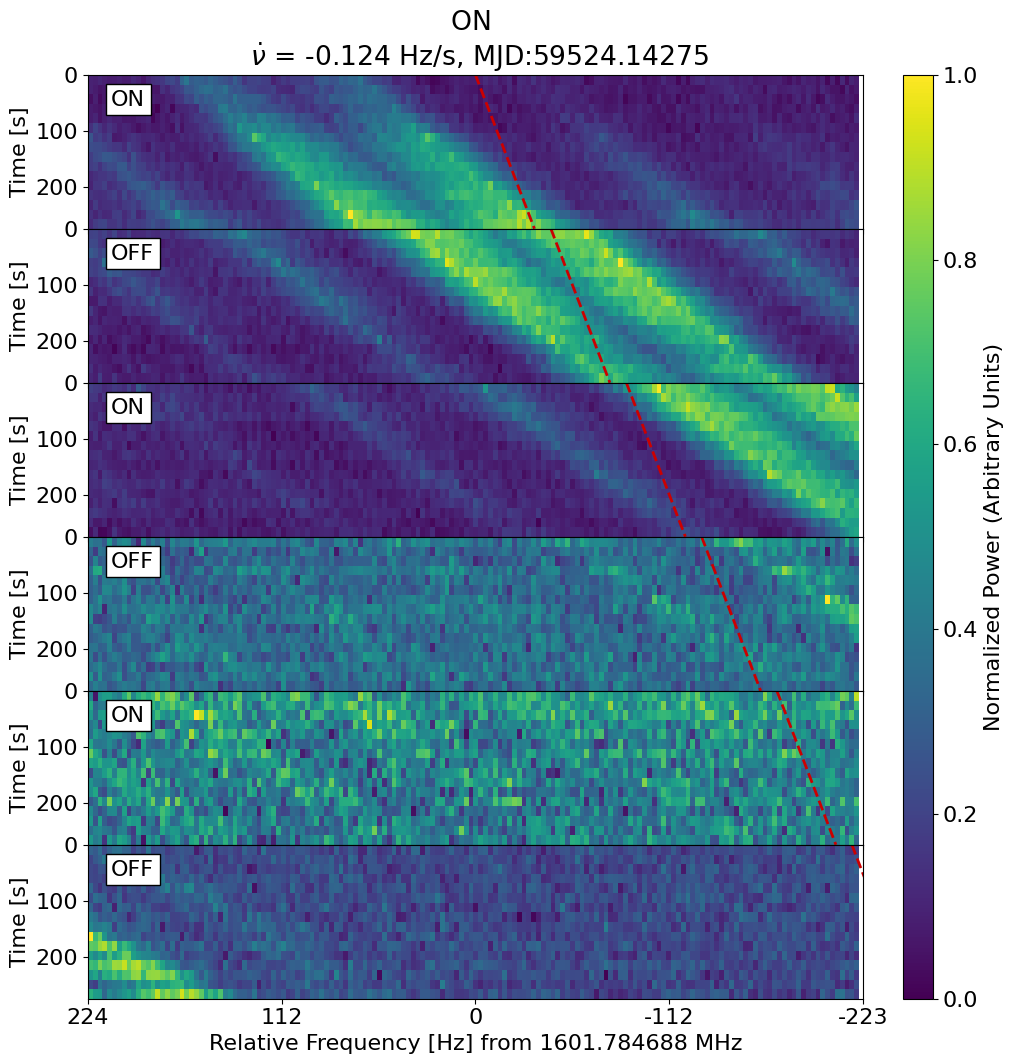 ON
ν̇ = -0.124 Hz/s, MJD:59524.14275
0
ON
100
200
Time [s]
0
OFF
100
200
Time [s]
0
ON
100
200
Time [s]
0
OFF
100
200
Time [s]
0
ON
100
200
Time [s]
0
OFF
100
200
Time [s]
224 112 0 -112 -223
Relative Frequency [Hz] from 1601.784688 MHz
1.0
0.8
0.6
0.4
0.2
0.0
Normalized Power (Arbitrary Units)